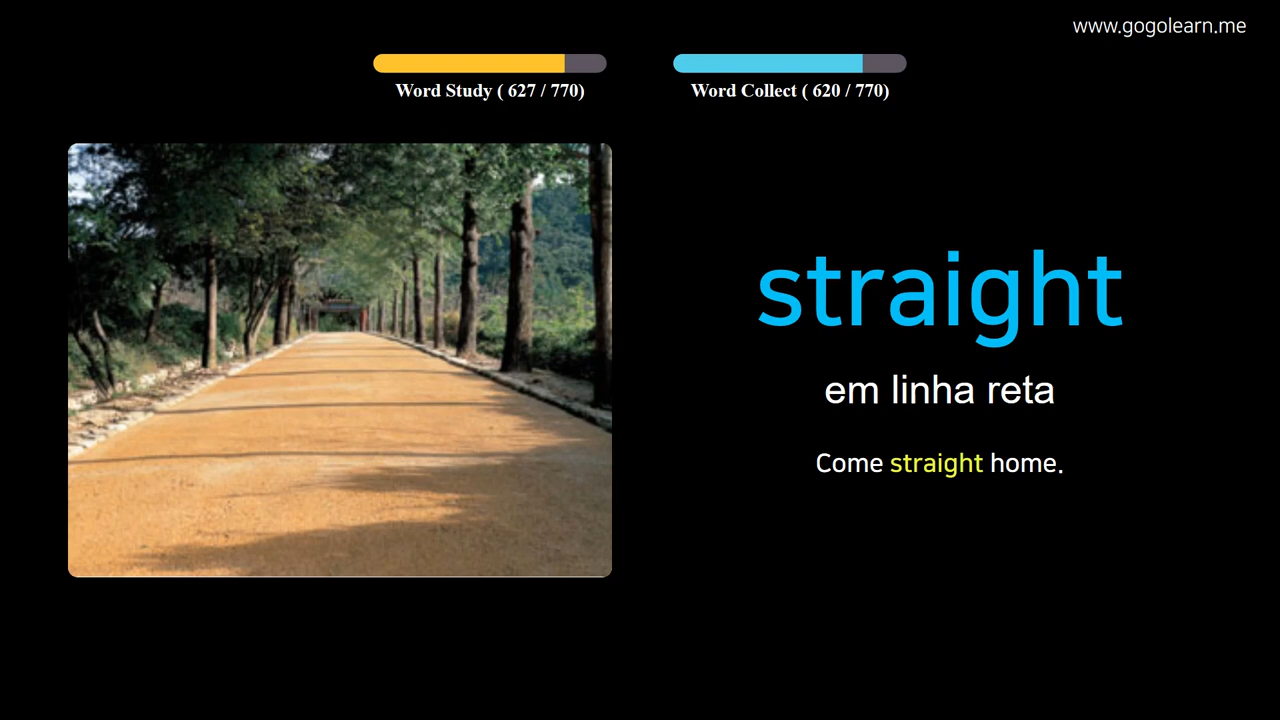 www.gogolearn.me
Word Study ( 627 / 770)
Word Collect ( 620 / 770)
straight
em linha reta
Come straight home.